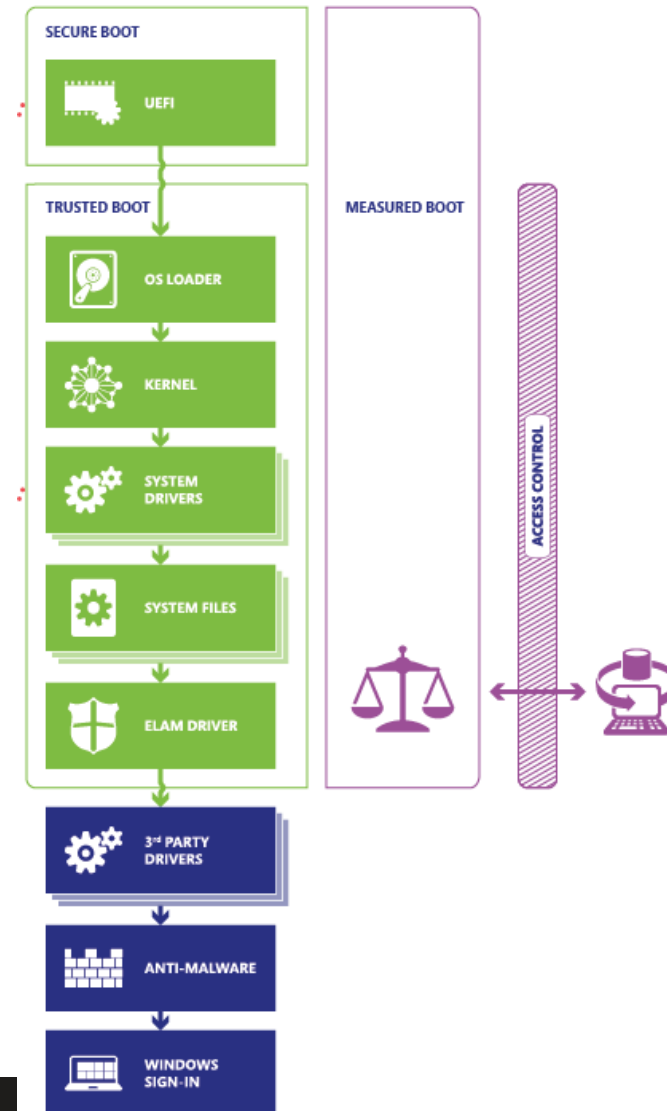 SECURE BOOT
UEFI
TRUSTED BOOT
MEASURED BOOT
OS LOADER
KERNEL
SYSTEM
DRIVERS
SYSTEM FILES
ELAM DRIVER
ACCESS CONTROL
3rd PARTY
DRIVERS
ANTI-MALWARE
WINDOWS
SIGN-IN